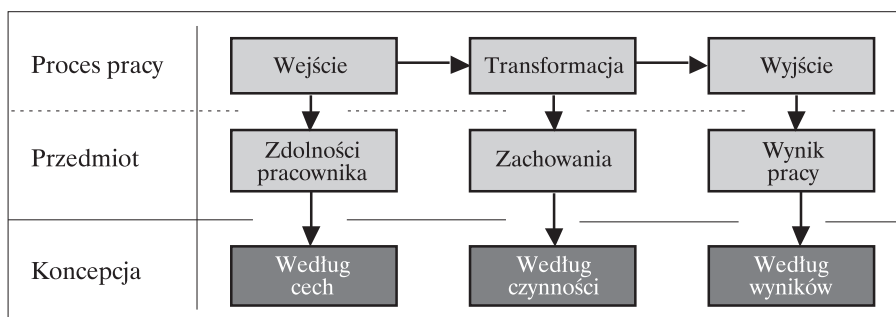 Proces pracy
Wejście
Transformacja
Wyjście
Przedmiot
Zdolności
pracownika
Zachowania
Wynik
pracy
Koncepcja
Według
cech
Według
czynności
Według
wyników